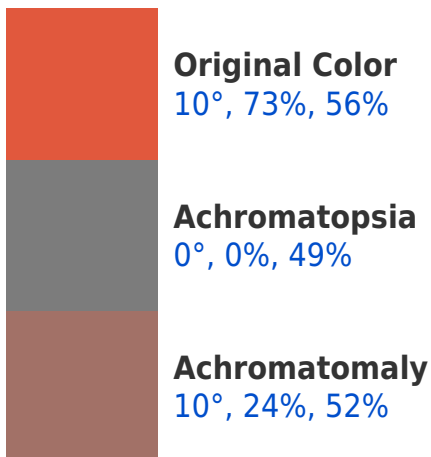 Original Color
10°, 73%, 56%
Achromatopsia
0°, 0%, 49%
Achromatomaly
10°, 24%, 52%